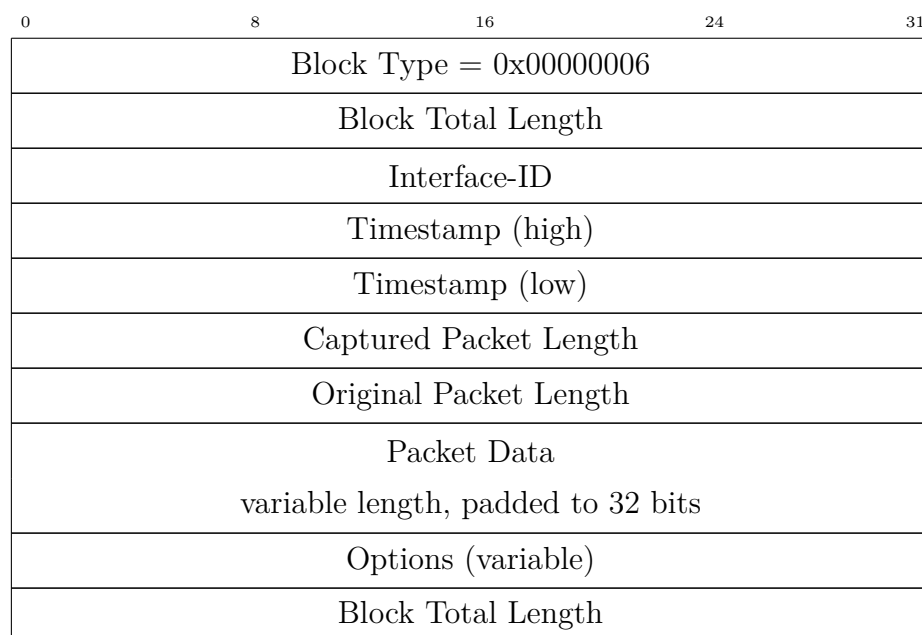 0 8 16 24 31
Block Type = 0x00000006
Block Total Length
Interface-ID
Timestamp (high)
Timestamp (low)
Captured Packet Length
Original Packet Length
Packet Data
variable length, padded to 32 bits
Options (variable)
Block Total Length